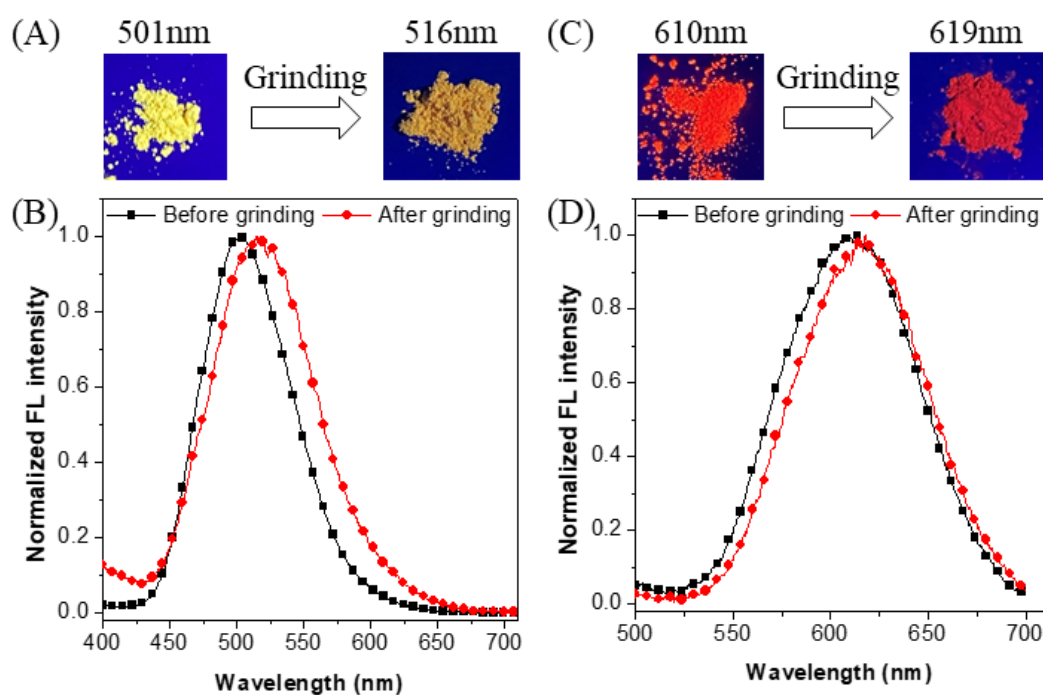 (A)
501nm
516nm
Grinding
(C)
610nm
619nm
Grinding
(B)
Before grinding
After grinding
1.0
0.8
0.6
0.4
0.2
0.0
Normalized FL intensity
400
450
500
550
600
650
700
Wavelength (nm)
(D)
Before grinding
After grinding
1.0
0.8
0.6
0.4
0.2
0.0
Normalized FL intensity
500
550
600
650
700
Wavelength (nm)